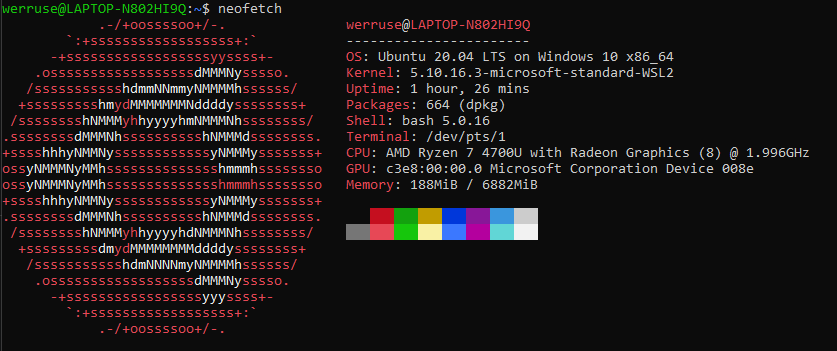 werruse@LAPTOP-N802HI9Q:~$ neofetch
            .-/+oossssoo+/-.               werruse@LAPTOP-N802HI9Q
        `:+ssssssssssssssssss+:`           -----------------------
      -+ssssssssssssssssssyyssss+-         OS: Ubuntu 20.04 LTS on Windows 10 x86_64
    .ossssssssssssssssssdMMMNysssso.       Kernel: 5.10.16.3-microsoft-standard-WSL2
   /ssssssssssshdmmNNmmyNMMMMhssssss/      Uptime: 1 hour, 26 mins
  +ssssssssshmydMMMMMMMNddddyssssssss+     Packages: 664 (dpkg)
 /sssssssshNMMMyhhyyyyhmNMMMNhssssssss/    Shell: bash 5.0.16
.ssssssssdMMMNhsssssssssshNMMMdssssssss.   Terminal: /dev/pts/1
+sssshhhyNMMNyssssssssssssyNMMMysssssss+   CPU: AMD Ryzen 7 4700U with Radeon Graphics (8) @ 1.996GHz
ossyNMMMNyMMhsssssssssssssshmmmhssssssso   GPU: c3e8:00:00.0 Microsoft Corporation Device 008e
ossyNMMMNyMMhsssssssssssssshmmmhssssssso   Memory: 188MiB / 6882MiB
+sssshhhyNMMNyssssssssssssyNMMMysssssss+
.ssssssssdMMMNhsssssssssshNMMMdssssssss.
 /sssssssshNMMMyhhyyyyhdNMMMNhssssssss/
  +sssssssssdmydMMMMMMMMddddyssssssss+
   /ssssssssssshdmNNNNmyNMMMMhssssss/
    .ossssssssssssssssssdMMMNysssso.
      -+sssssssssssssssssyyyssss+-
        `:+ssssssssssssssssss+:`
            .-/+oossssoo+/-.